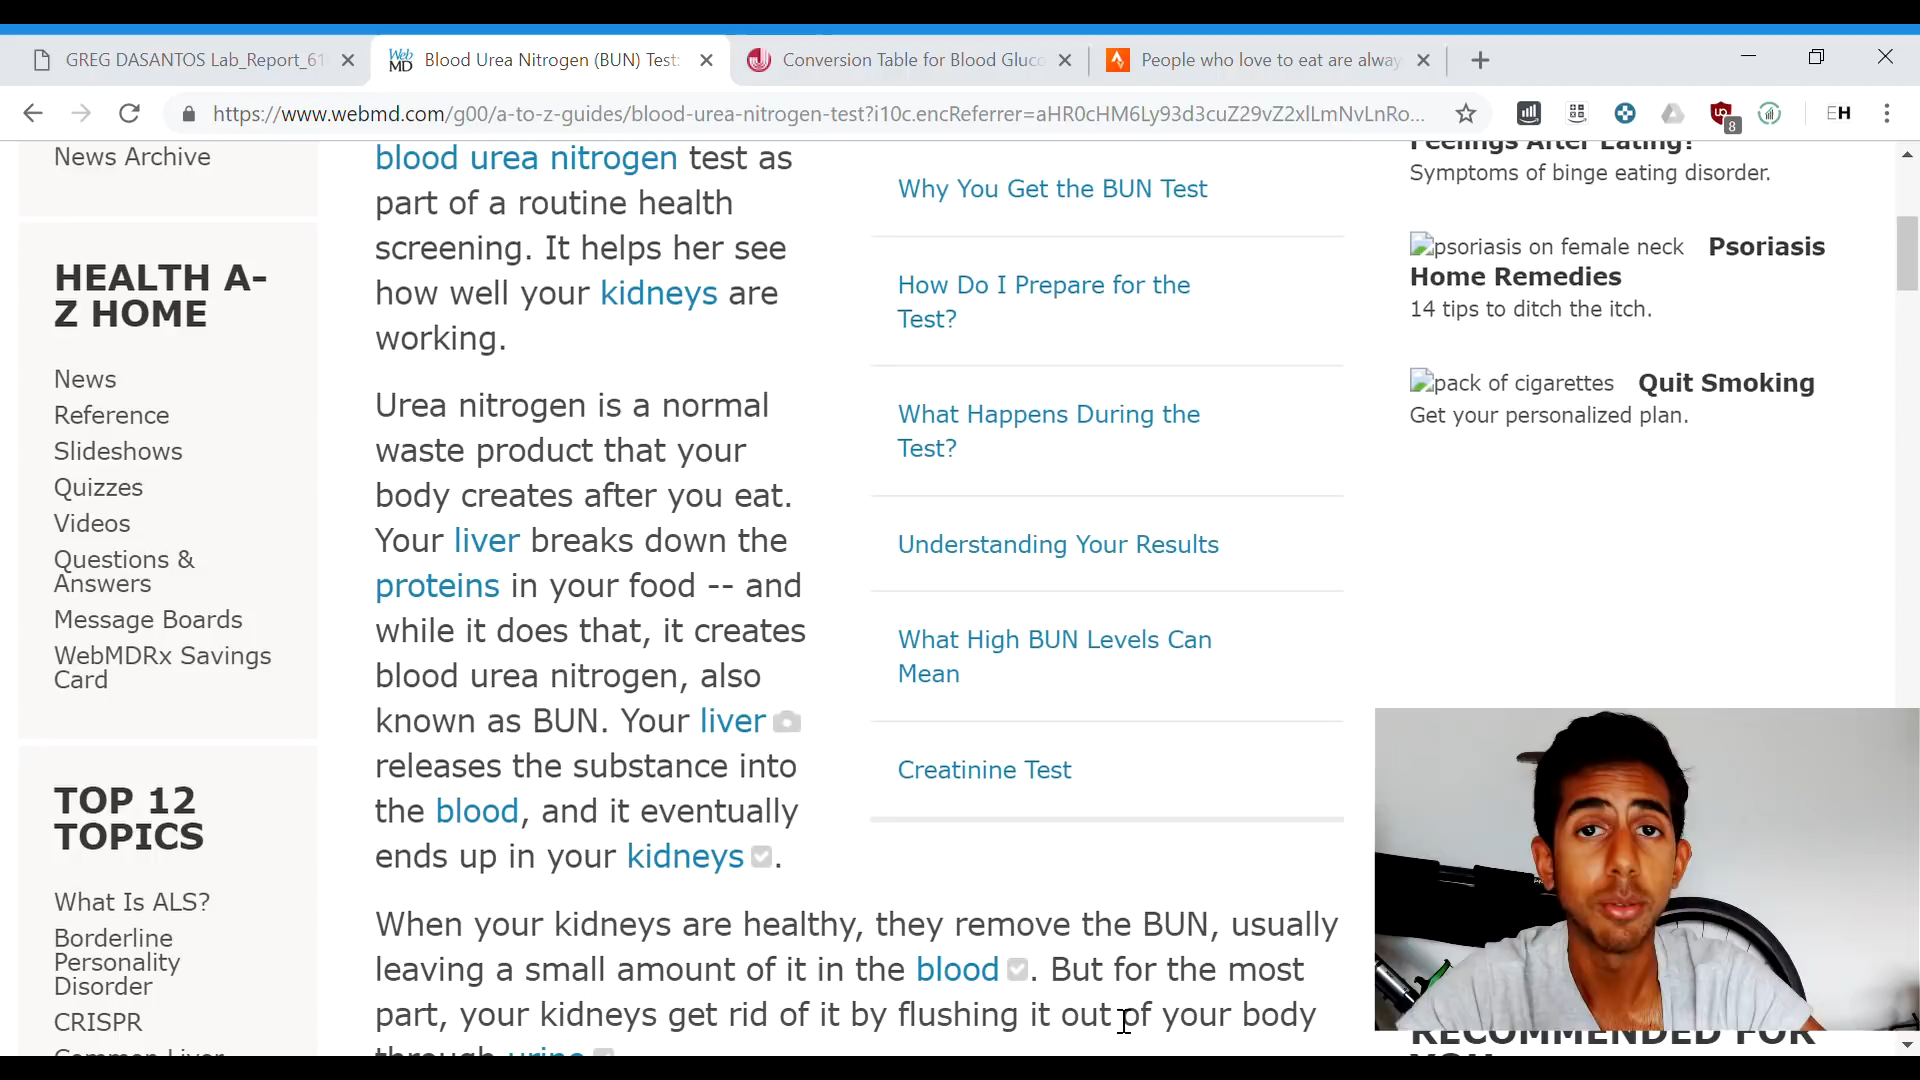 GREG DASANTOS Lab_Report_61
Web MD
Blood Urea Nitrogen (BUN) Test:
Conversion Table for Blood Gluco
People who love to eat are alway
https://www.webmd.com/g00/a-to-z-guides/blood-urea-nitrogen-test?i10c.encReferrer=aHR0cHM6Ly93d3cuZ29vZ2xlLmNvLnRo...
8
EH
News Archive
HEALTH A-
Z HOME
News
Reference
Slideshows
Quizzes
Videos
Questions &
Answers
Message Boards
WebMDRx Savings
Card
TOP 12
TOPICS
What Is ALS?
Borderline
Personality
Disorder
CRISPR
Common Liver
blood urea nitrogen test as
part of a routine health
screening. It helps her see
how well your kidneys are
working.
Urea nitrogen is a normal
waste product that your
body creates after you eat.
Your liver breaks down the
proteins in your food -- and
while it does that, it creates
blood urea nitrogen, also
known as BUN. Your liver
releases the substance into
the blood, and it eventually
ends up in your kidneys.
When your kidneys are healthy, they remove the BUN, usually
leaving a small amount of it in the blood. But for the most
part, your kidneys get rid of it by flushing it out of your body
through urine
Why You Get the BUN Test
How Do I Prepare for the
Test?
What Happens During the
Test?
Understanding Your Results
What High BUN Levels Can
Mean
Creatinine Test
Feelings After Eating?
Symptoms of binge eating disorder.
psoriasis on female neck Psoriasis
Home Remedies
14 tips to ditch the itch.
pack of cigarettes Quit Smoking
Get your personalized plan.
RECOMMENDED FOR
YOU